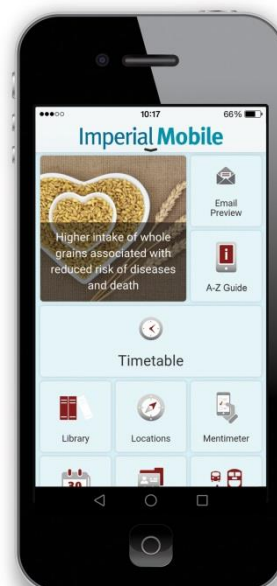 10:17
66%
Imperial Mobile
Higher intake of whole
grains associated with
reduced risk of diseases
and death
Email
Preview
i
A-Z Guide
Timetable
Library
Locations
Mentimeter
30